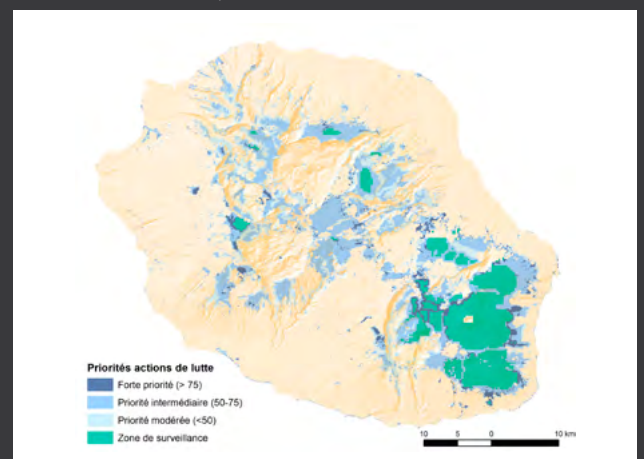 Priorités actions de lutte
Forte priorité (> 75)
Priorité intermédiaire (50-75)
Priorité modérée (<50)
Zone de surveillance
10 5 0 10 km